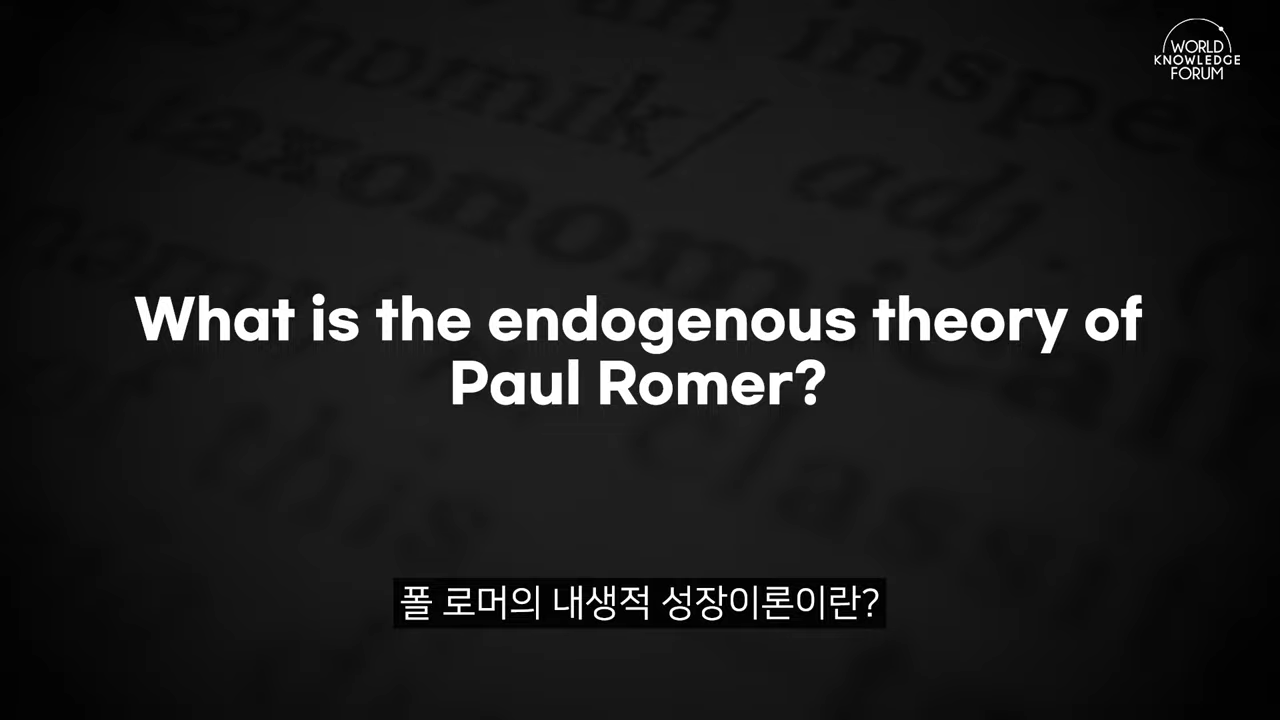 WORLD
KNOWLEDGE
FORUM
What is the endogenous theory of
Paul Romer?
폴 로머의 내생적 성장이론이란?